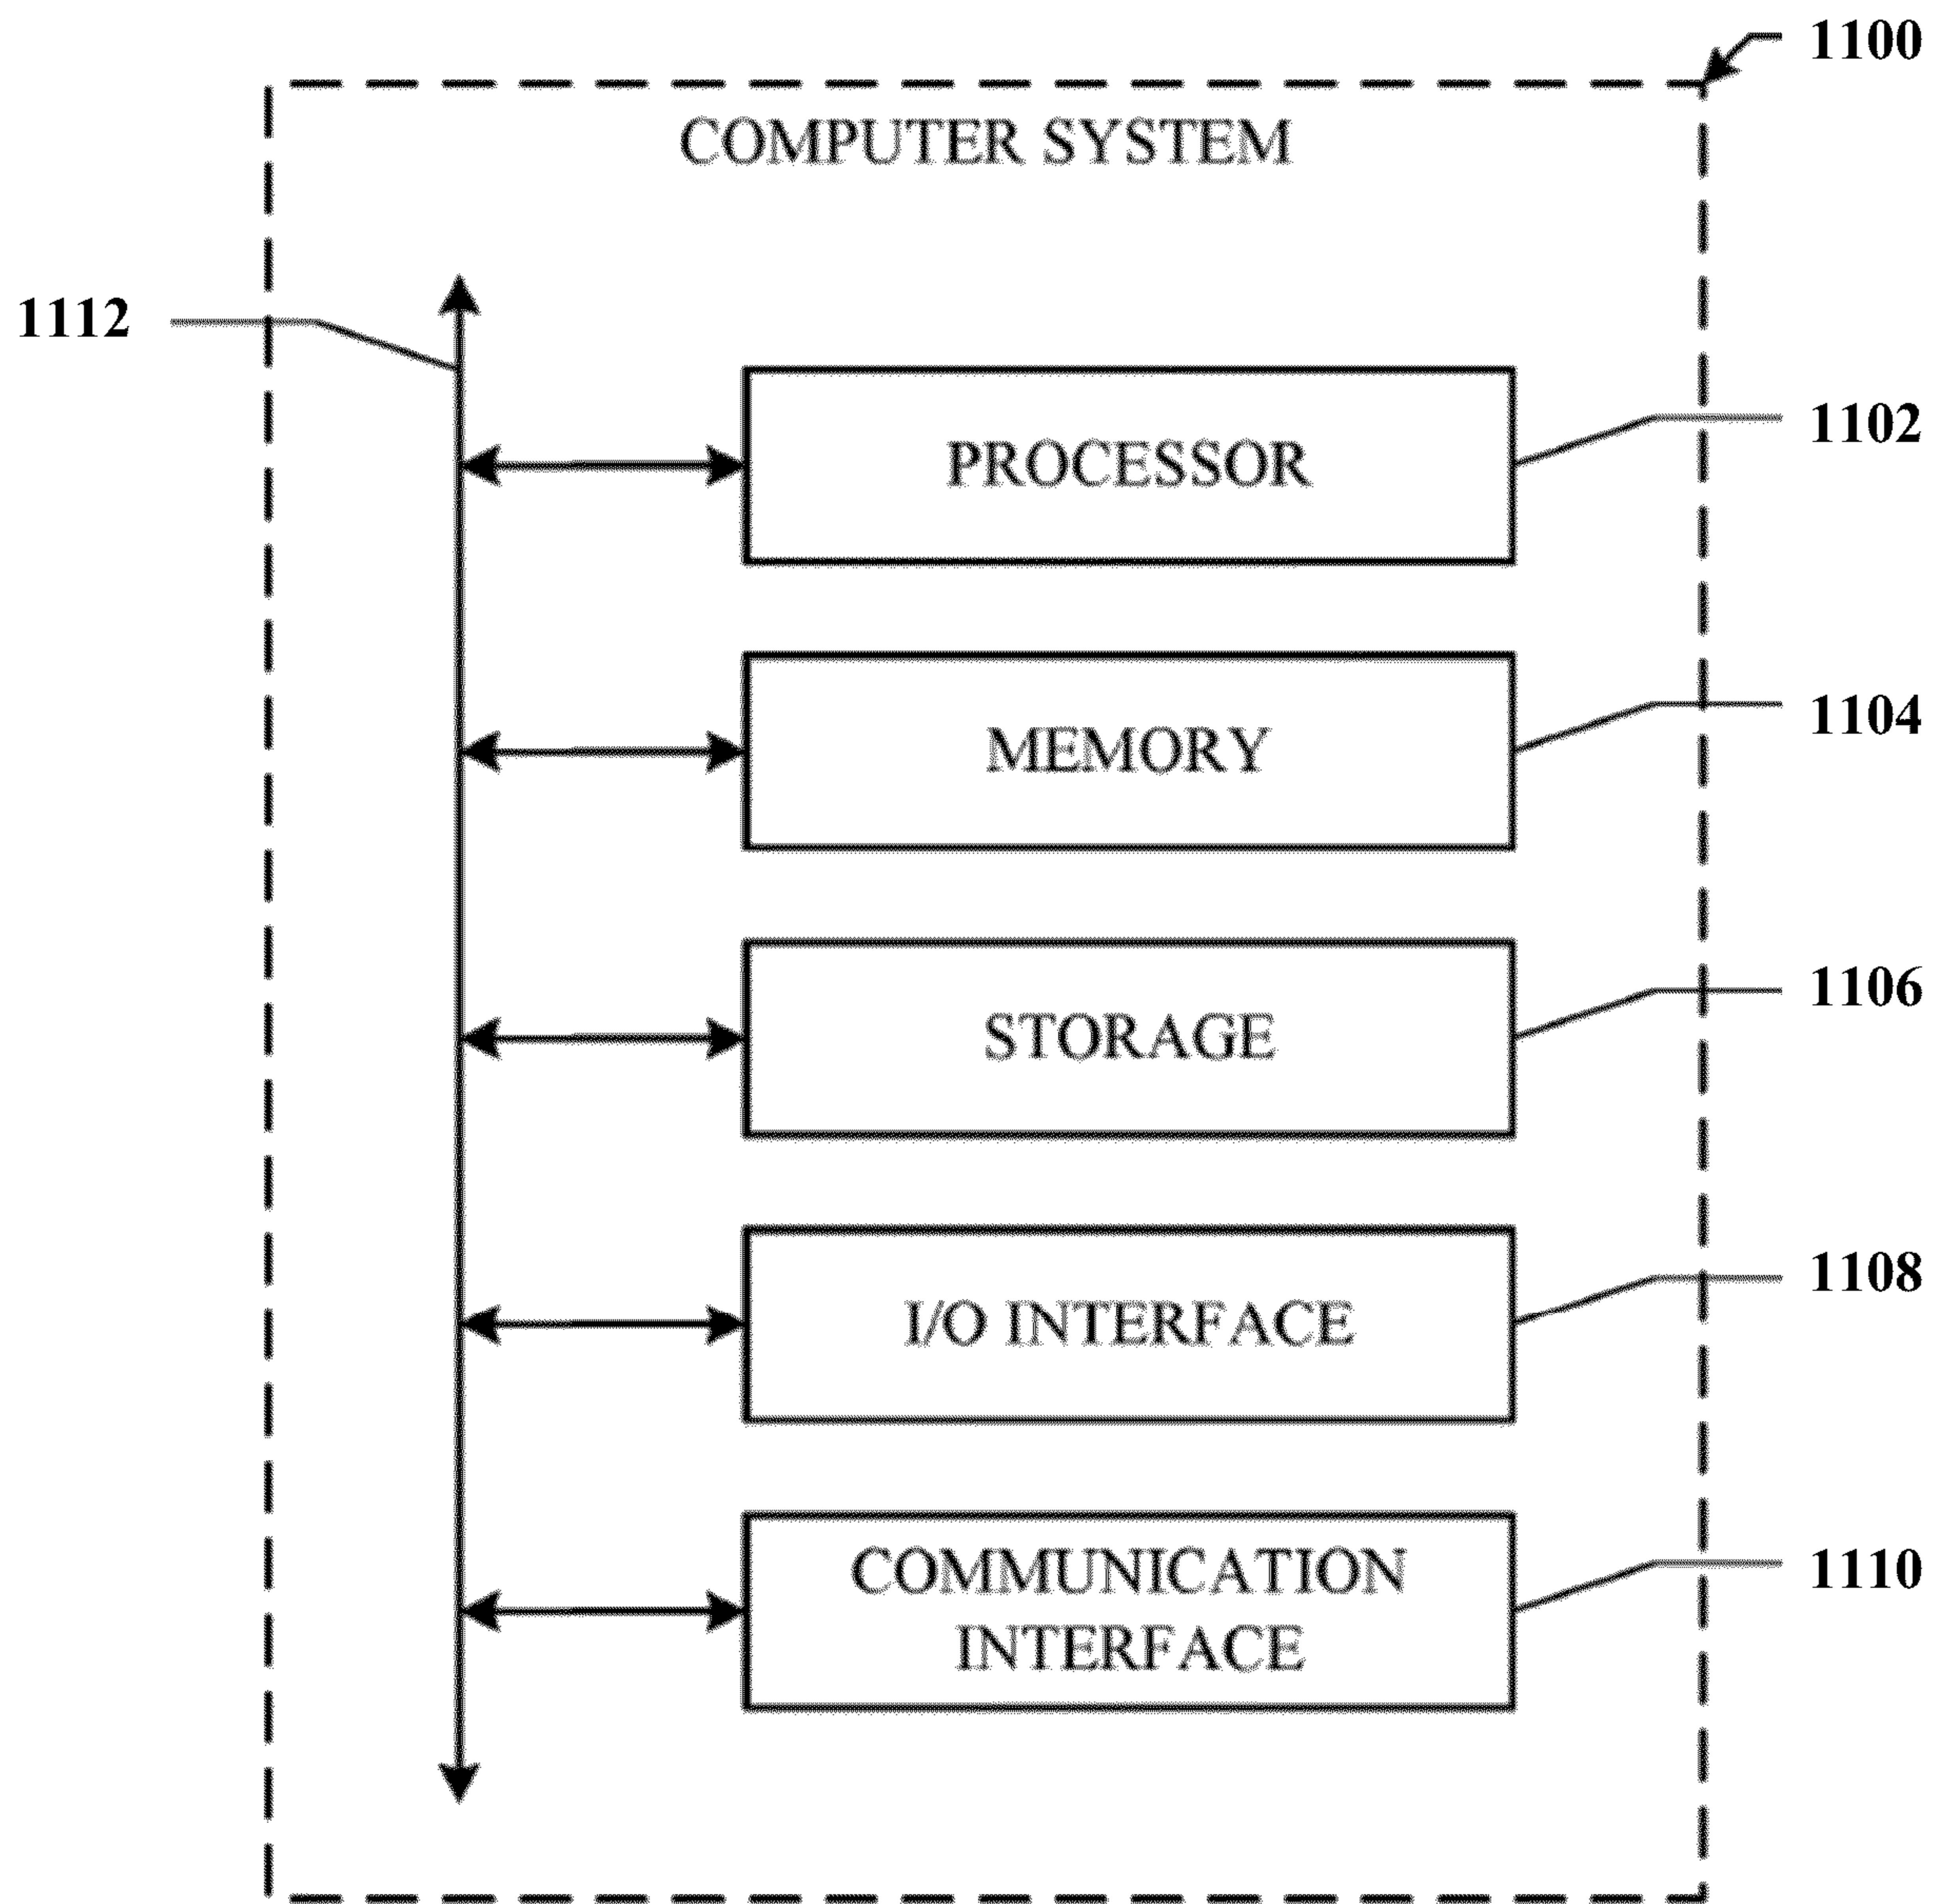 1100
COMPUTER SYSTEM
1112
PROCESSOR
1102
MEMORY
1104
STORAGE
1106
I/O INTERFACE
1108
COMMUNICATION
INTERFACE
1110